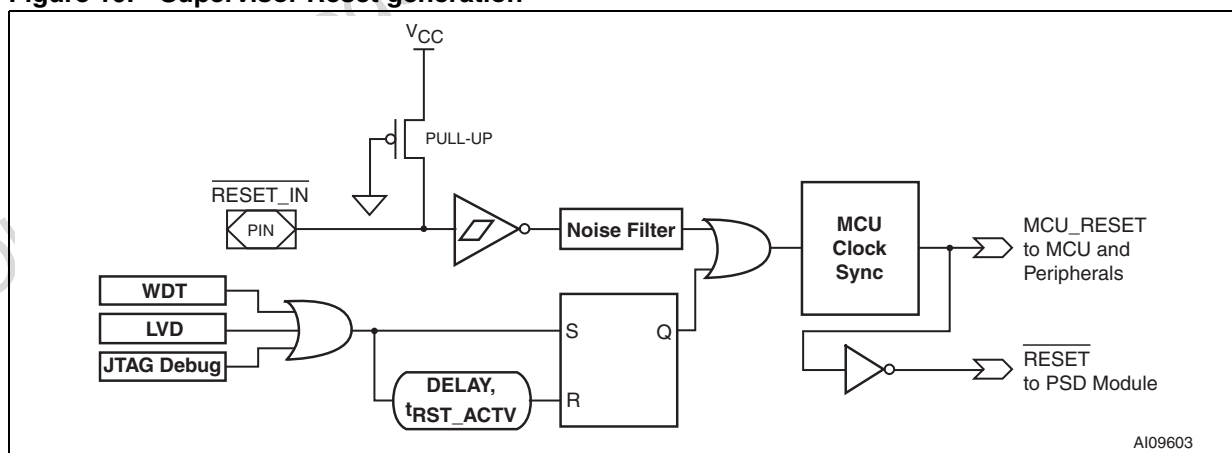 Figure 16. Supervisor Reset generation
VCC
PULL-UP
RESET_IN
PIN
Noise Filter
MCU
Clock
Sync
MCU_RESET
to MCU and
Peripherals
WDT
LVD
JTAG Debug
S
Q
R
DELAY,
tRST_ACTV
RESET
to PSD Module
AI09603